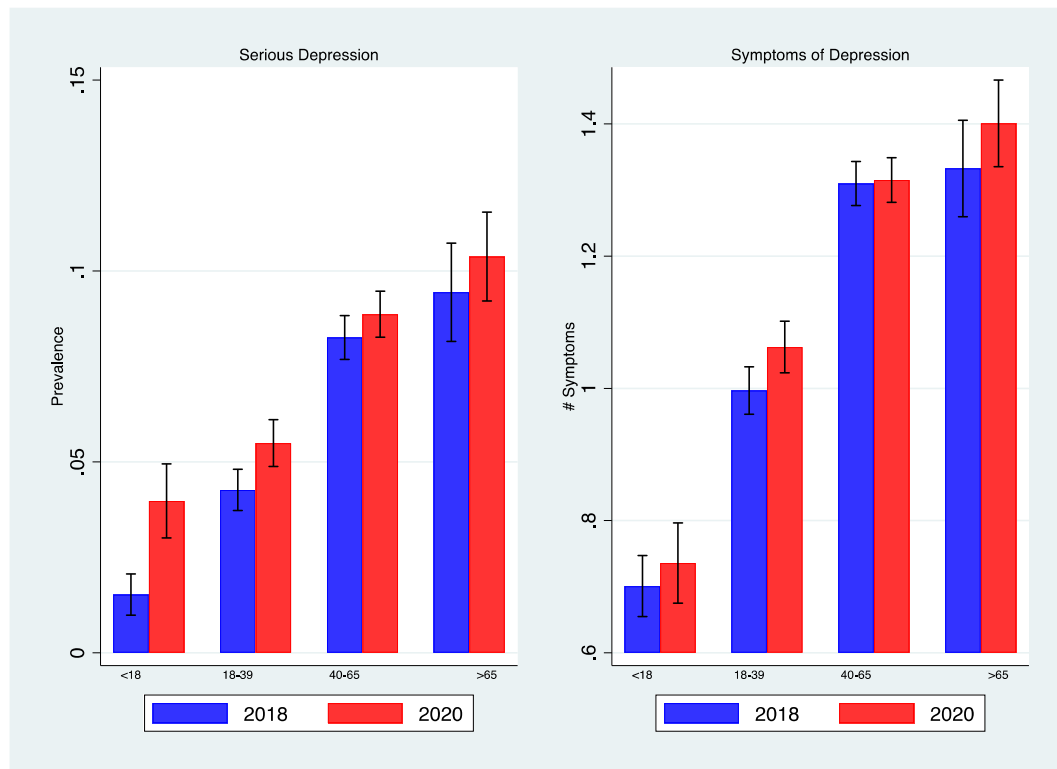 Serious Depression
Prevalence
.15
.1
.05
0
<18 18-39 40-65 >65
2018 2020
Symptoms of Depression
# Symptoms
1.4
1.2
1
.8
.6
<18 18-39 40-65 >65
2018 2020